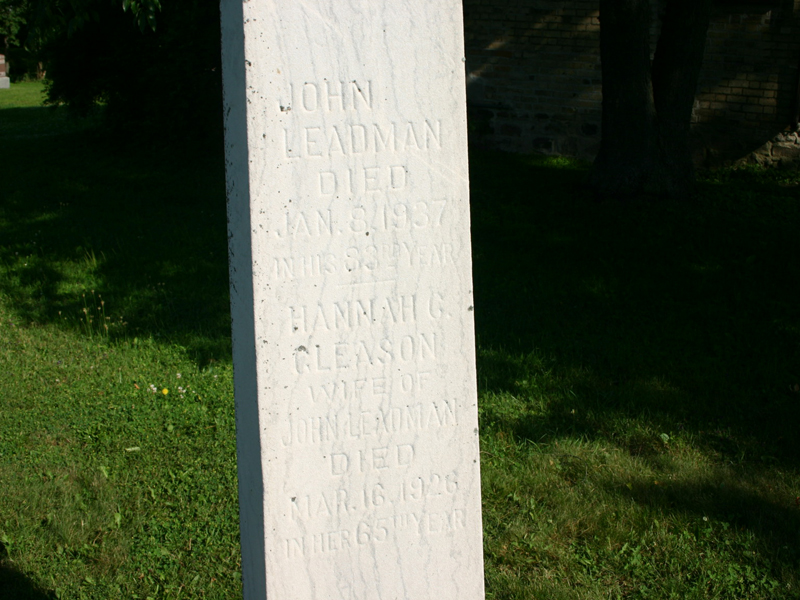 JOHN
LEADMAN
DIED
JAN. 8, 1937
IN HIS 83RD YEAR
HANNAH G.
GLEASON
WIFE OF
JOHN LEADMAN
DIED
MAR. 16, 1926
IN HER 65TH YEAR